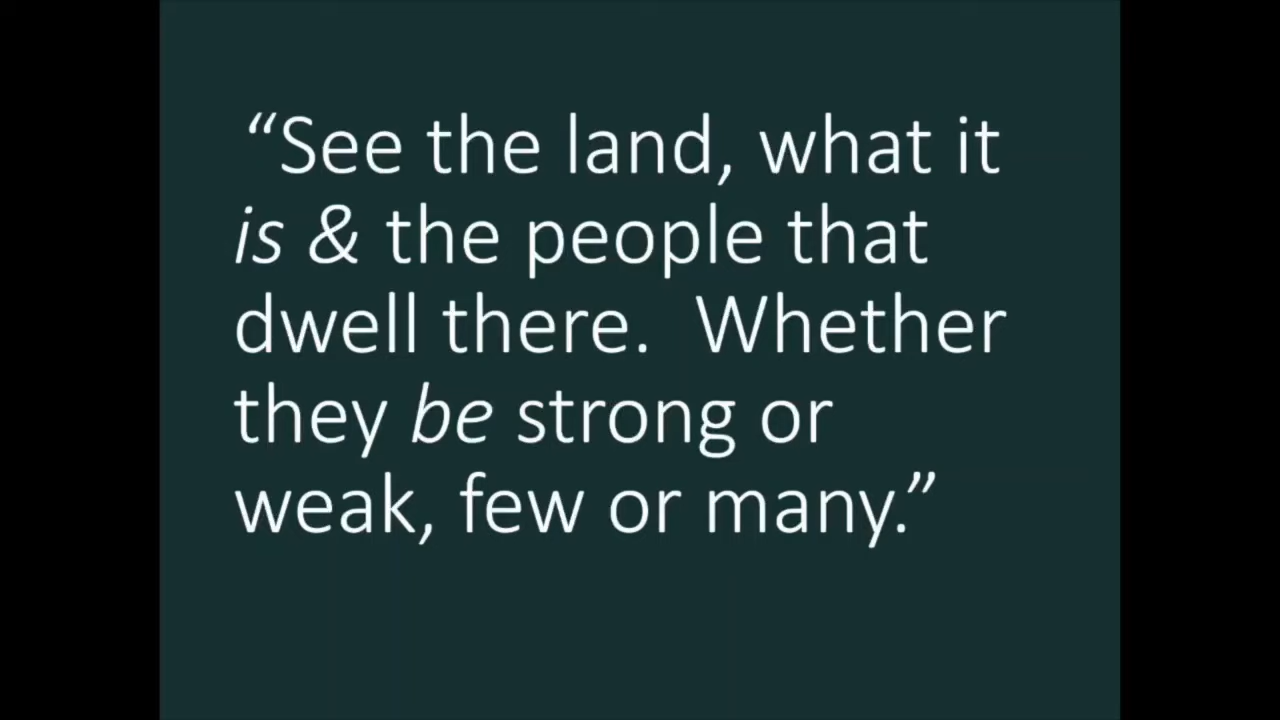 “See the land, what it
is & the people that
dwell there.  Whether
they be strong or
weak, few or many.”